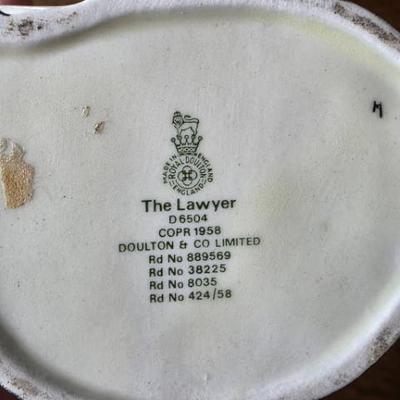 MADE IN ENGLAND
ROYAL DOULTON
ENGLAND
M
The Lawyer
D 6504
COPR 1958
DOULTON & CO LIMITED
Rd No 889569
Rd No 38225
Rd No 8035
Rd No 424/58